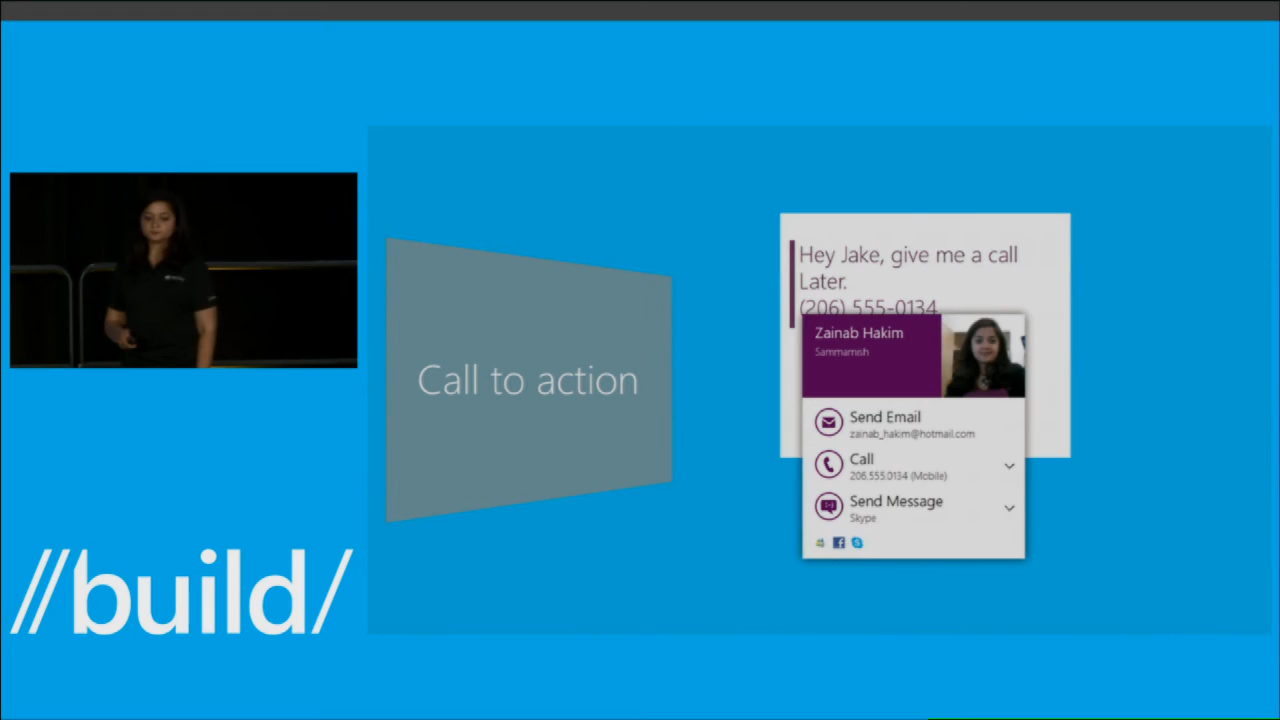 Hey Jake, give me a call
Later.
(206) 555-0134
Zainab Hakim
Sammamish
Call to action
Send Email
zainab_hakim@hotmail.com
Call
206.555.0134 (Mobile)
Send Message
Skype
//build/